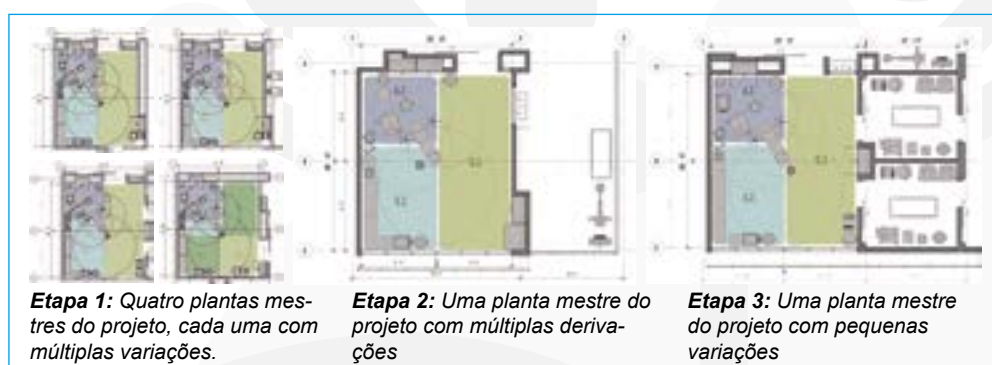 Etapa 1: Quatro plantas mes-
tres do projeto, cada uma com
múltiplas variações.
Etapa 2: Uma planta mestre do
projeto com múltiplas deriva-
ções
Etapa 3: Uma planta mestre
do projeto com pequenas
variações